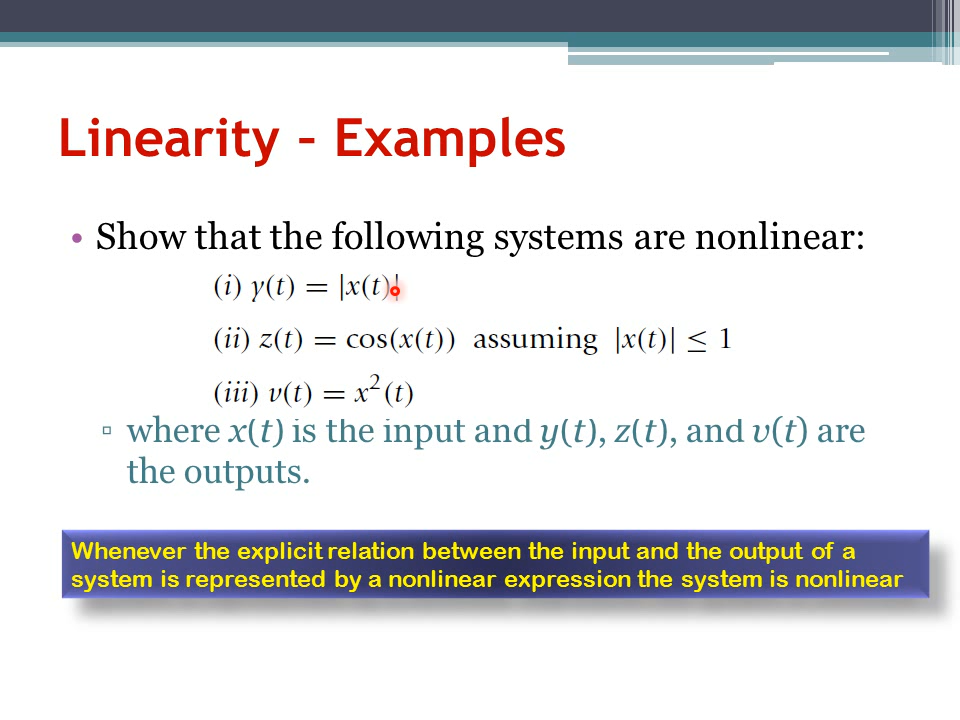 Linearity – Examples
• Show that the following systems are nonlinear:
(i) y(t) = |x(t)|
(ii) z(t) = cos(x(t)) assuming |x(t)| ≤ 1
(iii) v(t) = x²(t)
▫ where x(t) is the input and y(t), z(t), and v(t) are
the outputs.
Whenever the explicit relation between the input and the output of a
system is represented by a nonlinear expression the system is nonlinear